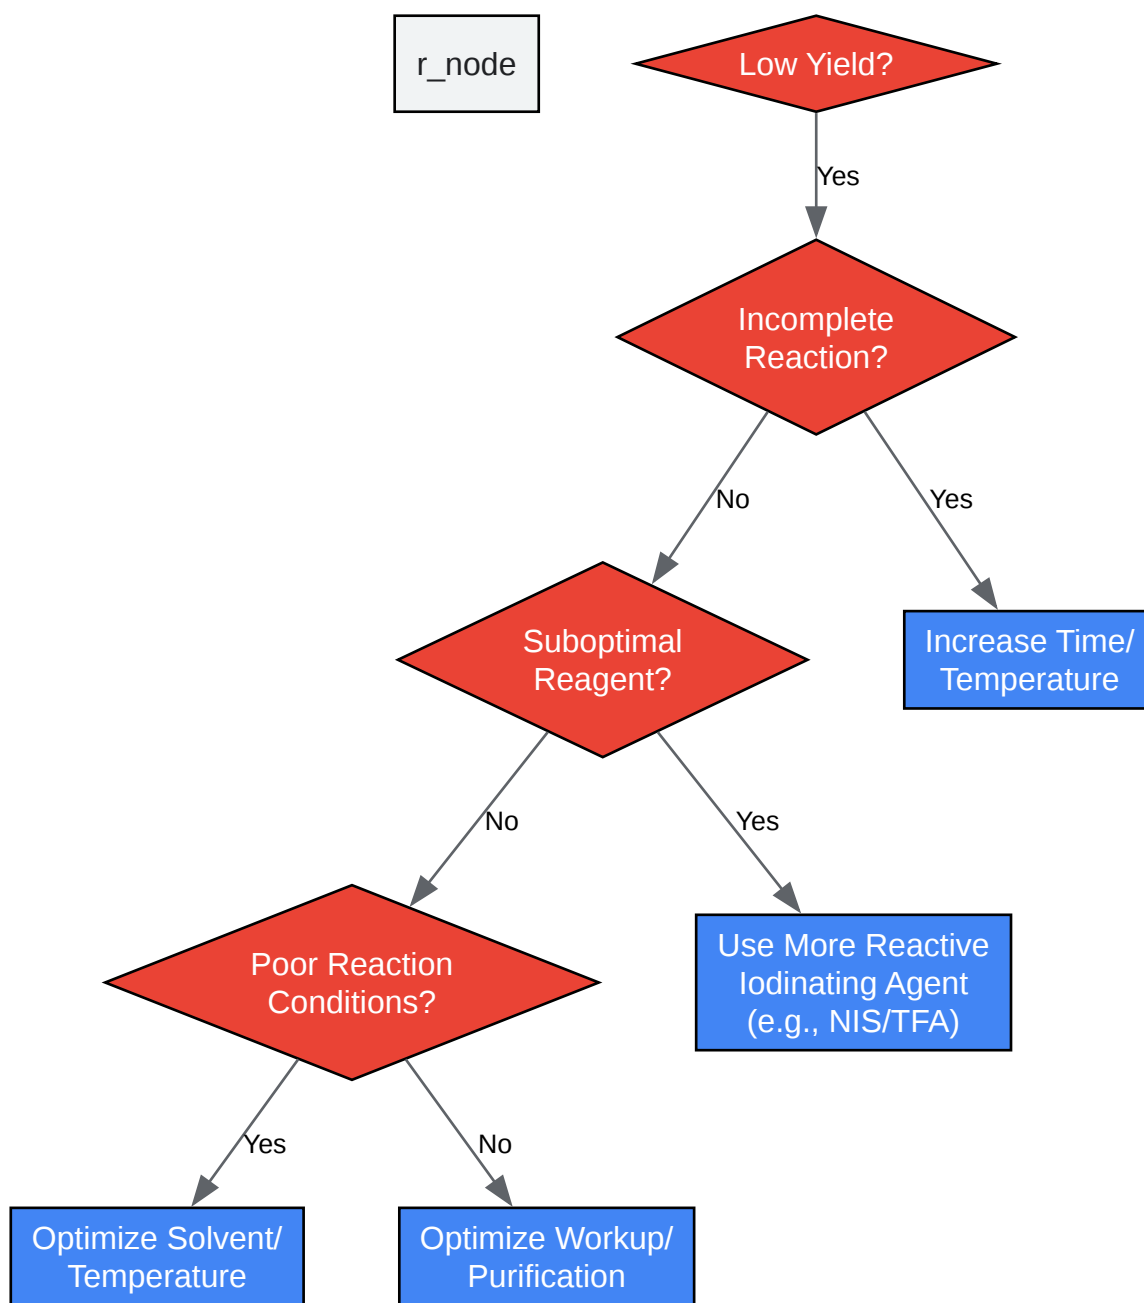 r_node
Low Yield?
Yes
Incomplete
Reaction?
No
Yes
Suboptimal
Reagent?
Increase Time/
Temperature
No
Yes
Poor Reaction
Conditions?
Use More Reactive
Iodinating Agent
(e.g., NIS/TFA)
Yes
No
Optimize Solvent/
Temperature
Optimize Workup/
Purification